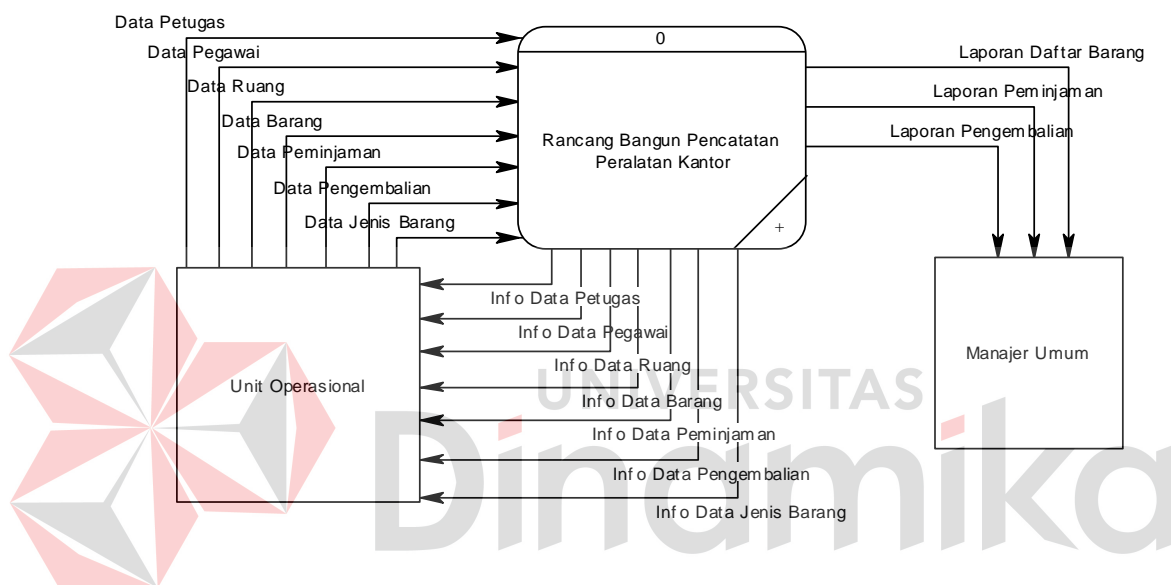 Data Petugas
Data Pegawai
Data Ruang
Data Barang
Data Peminjaman
Data Pengembalian
Data Jenis Barang
0
Rancang Bangun Pencatatan
Peralatan Kantor
+
Laporan Daftar Barang
Laporan Peminjaman
Laporan Pengembalian
Info Data Petugas
Info Data Pegawai
Info Data Ruang
Info Data Barang
Info Data Peminjaman
Info Data Pengembalian
Info Data Jenis Barang
Unit Operasional
Manajer Umum
UNIVERSITAS
Dinamika